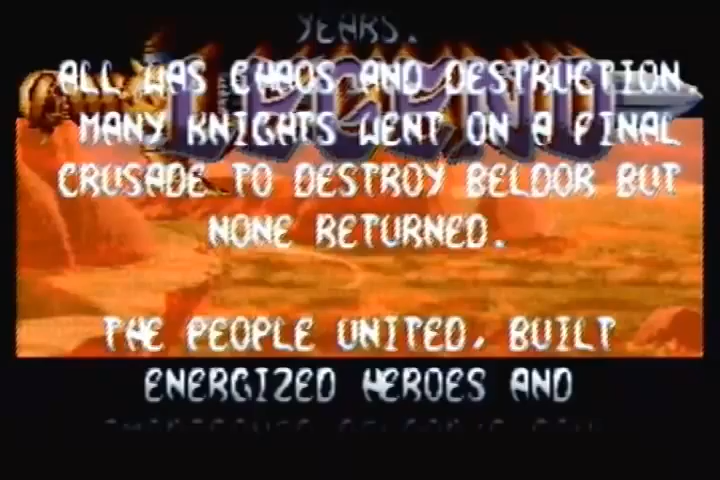 YEARS.
LEGEND
ALL WAS CHAOS AND DESTRUCTION.
MANY KNIGHTS WENT ON A FINAL
CRUSADE TO DESTROY BELDOR BUT
NONE RETURNED.
THE PEOPLE UNITED, BUILT
ENERGIZED HEROES AND